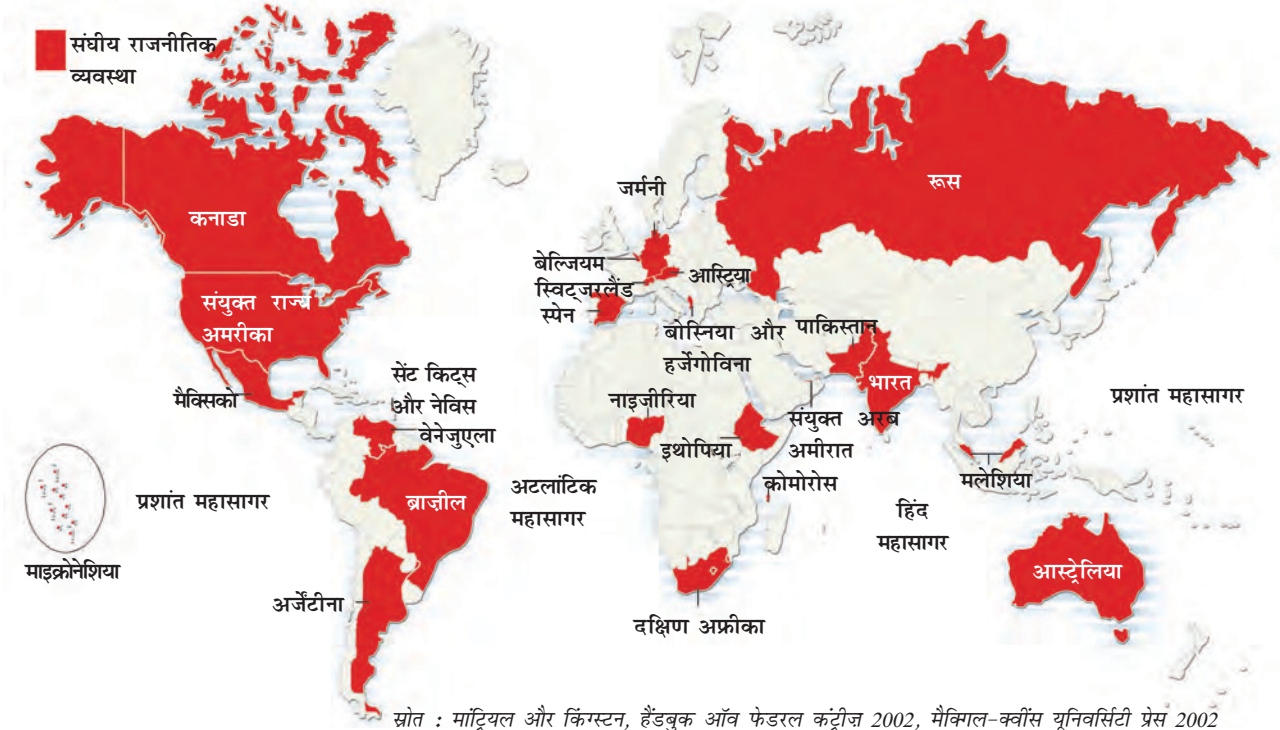 संघीय राजनीतिक
व्यवस्था
कनाडा
संयुक्त राज्य
अमरीका
मैक्सिको
सेंट किट्स
और नेविस
वेनेजुएला
ब्राज़ील
अर्जेंटीना
माइक्रोनेशिया
प्रशांत महासागर
अटलांटिक
महासागर
जर्मनी
बेल्जियम
स्विट्जरलैंड
स्पेन
आस्ट्रिया
बोस्निया और
हर्जेगोविना
रूस
पाकिस्तान
भारत
नाइजीरिया
इथोपिया
संयुक्त अरब
अमीरात
कोमोरोस
दक्षिण अफ्रीका
हिंद
महासागर
मलेशिया
प्रशांत महासागर
आस्ट्रेलिया
स्रोत : मांट्रियल और किंग्स्टन, हैंडबुक ऑव फेडरल कंट्रीज़ 2002, मैक्गिल-क्वींस यूनिवर्सिटी प्रेस 2002